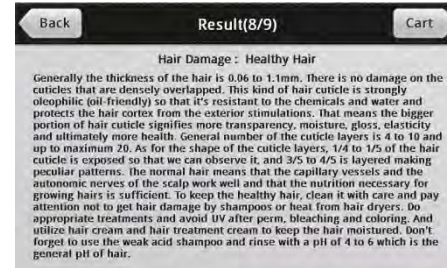 Back
Result(8/9)
Cart
Hair Damage : Healthy Hair
Generally the thickness of the hair is 0.06 to 1.1mm. There is no damage on the
cuticles that are densely overlapped. This kind of hair cuticle is strongly
oleophilic (oil-friendly) so that it's resistant to the chemicals and water and
protects the hair cortex from the exterior stimulations. That means the bigger
portion of hair cuticle signifies more transparency, moisture, gloss, elasticity
and ultimately more health. General number of the cuticle layers is 4 to 10 and
up to maximum 20. As for the shape of the cuticle layers, 1/4 to 1/5 of the hair
cuticle is exposed so that we can observe it, and 3/5 to 4/5 is layered making
peculiar patterns. The normal hair means that the capillary vessels and the
autonomic nerves of the scalp work well and that the nutrition necessary for
growing hairs is sufficient. To keep the healthy hair, clean it with care and pay
attention not to get hair damage by shampoos or heat from hair dryers. Do
appropriate treatments and avoid UV after perm, bleaching and coloring. And
utilize hair cream and hair treatment cream to keep the hair moistured. Don't
forget to use the weak acid shampoo and rinse with a pH of 4 to 6 which is the
general pH of hair.